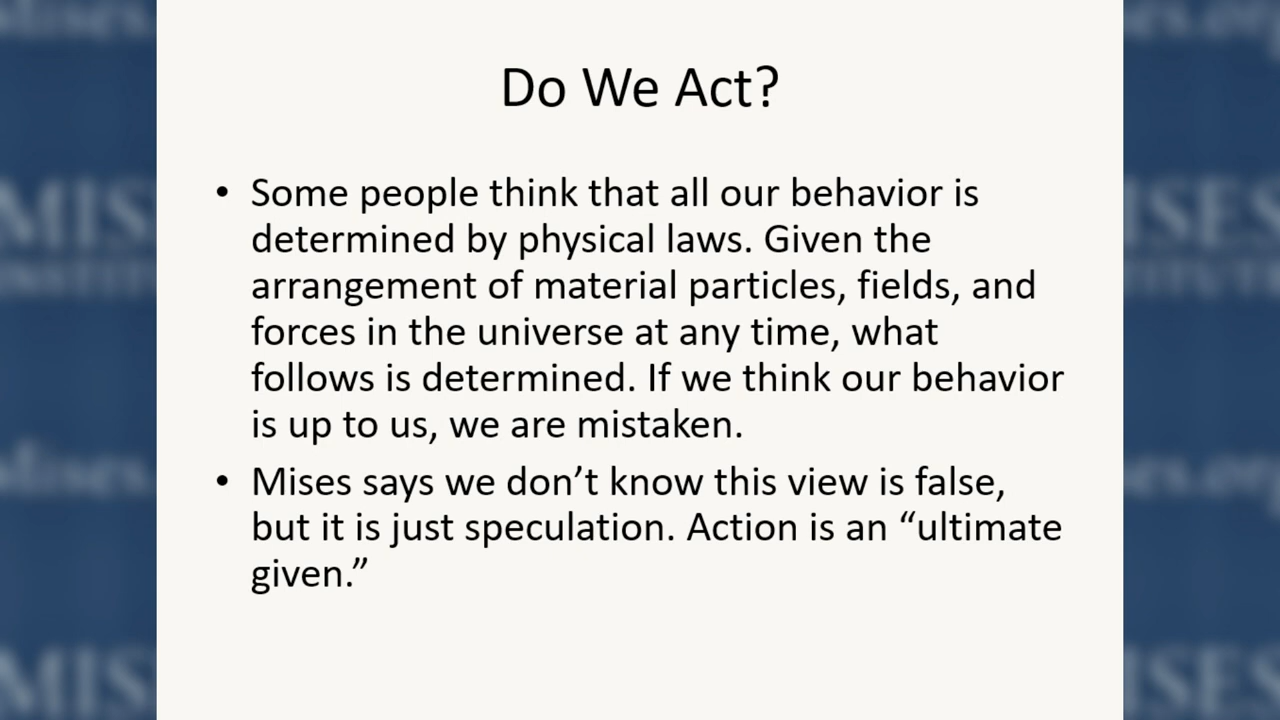 Do We Act?
• Some people think that all our behavior is
determined by physical laws. Given the
arrangement of material particles, fields, and
forces in the universe at any time, what
follows is determined. If we think our behavior
is up to us, we are mistaken.
• Mises says we don’t know this view is false,
but it is just speculation. Action is an “ultimate
given.”